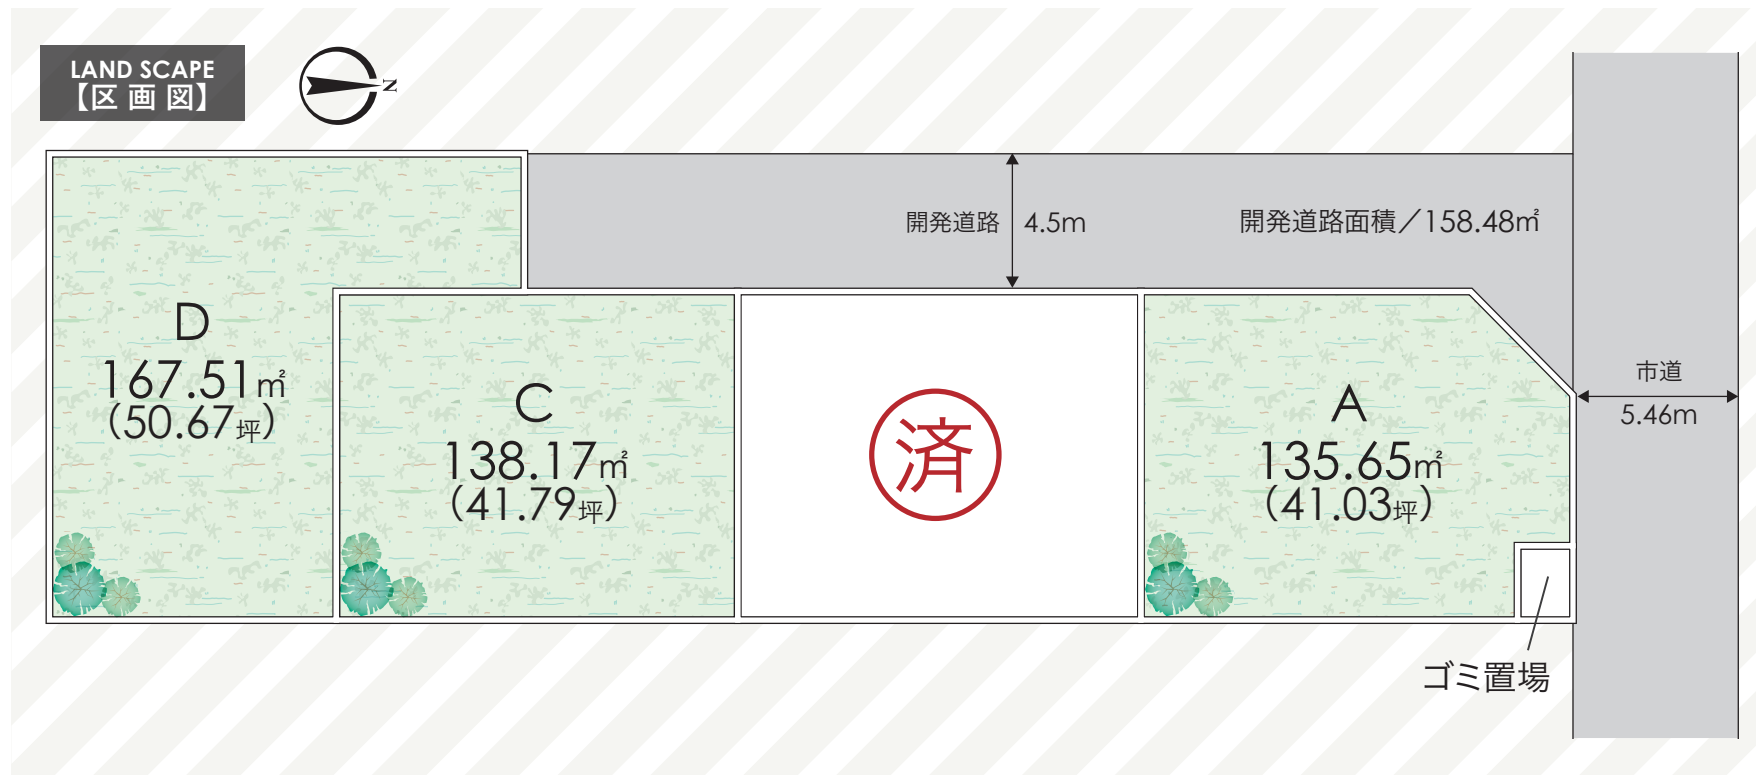 LAND SCAPE
【区画図】
N
開発道路
4.5m
開発道路面積／158.48㎡
D
167.51㎡
(50.67坪)
C
138.17㎡
(41.79坪)
済
A
135.65㎡
(41.03坪)
市道
5.46m
ゴミ置場